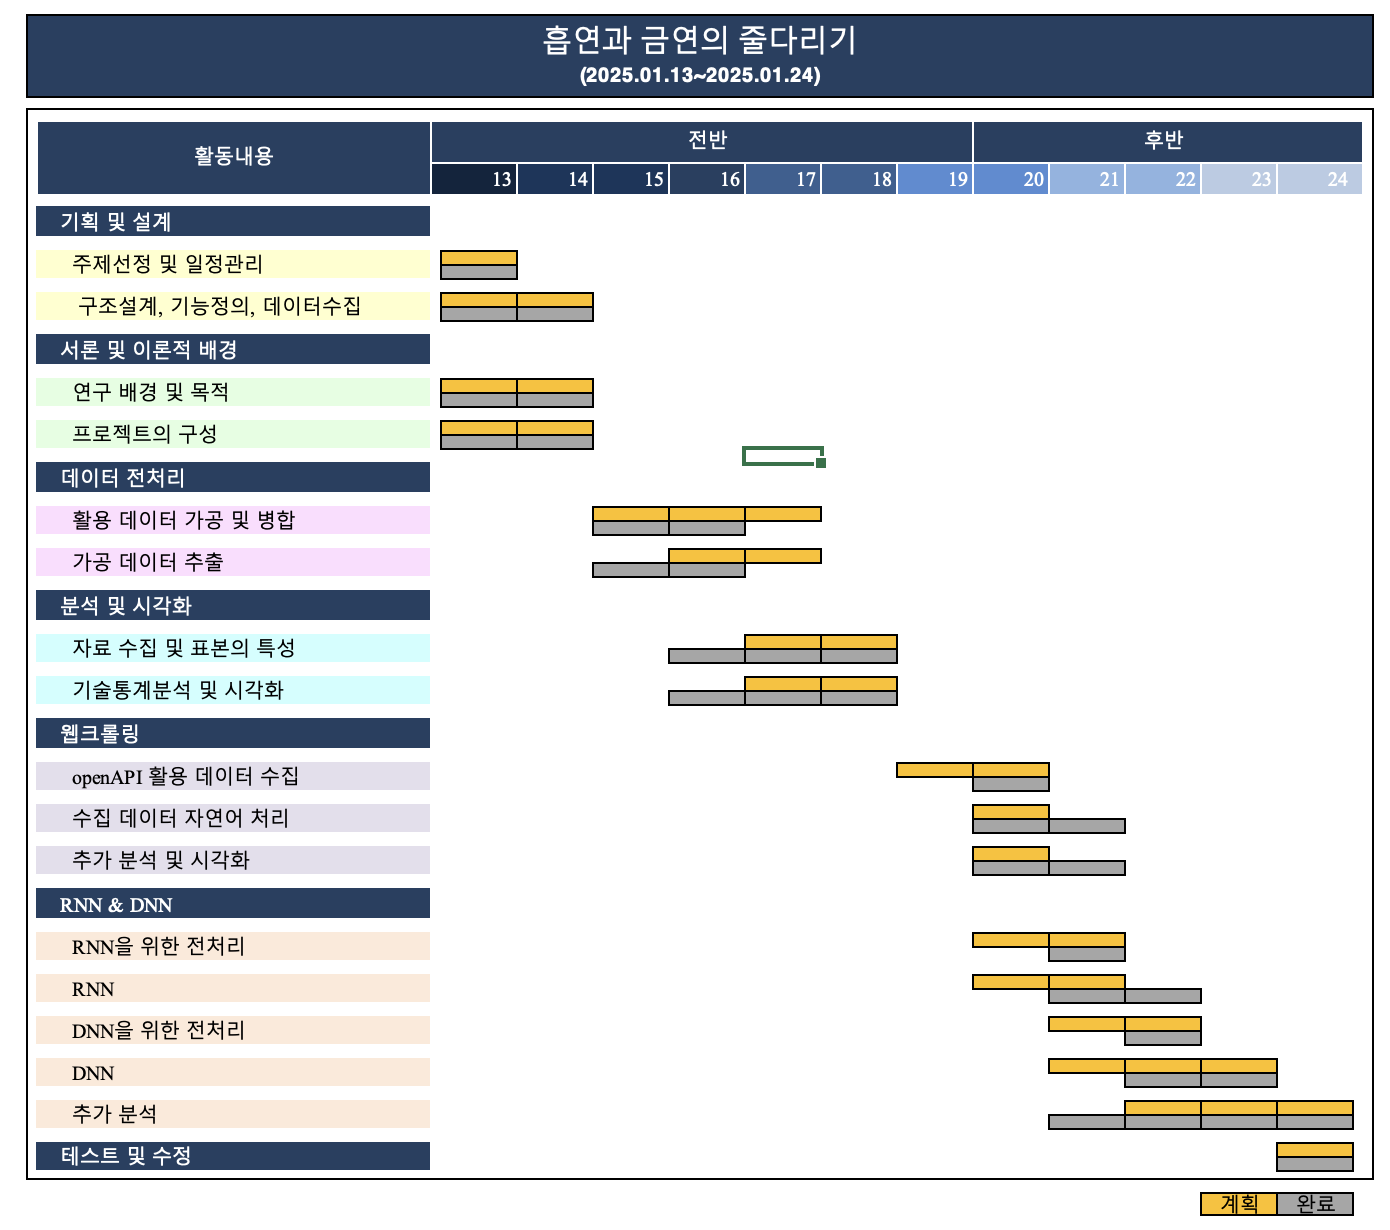 흡연과 금연의 줄다리기
(2025.01.13~2025.01.24)
활동내용 전반 후반
13 14 15 16 17 18 19 20 21 22 23 24
기획 및 설계
주제선정 및 일정관리
구조설계, 기능정의, 데이터수집
서론 및 이론적 배경
연구 배경 및 목적
프로젝트의 구성
데이터 전처리
활용 데이터 가공 및 병합
가공 데이터 추출
분석 및 시각화
자료 수집 및 표본의 특성
기술통계분석 및 시각화
웹크롤링
openAPI 활용 데이터 수집
수집 데이터 자연어 처리
추가 분석 및 시각화
RNN & DNN
RNN을 위한 전처리
RNN
DNN을 위한 전처리
DNN
추가 분석
테스트 및 수정
계획 완료